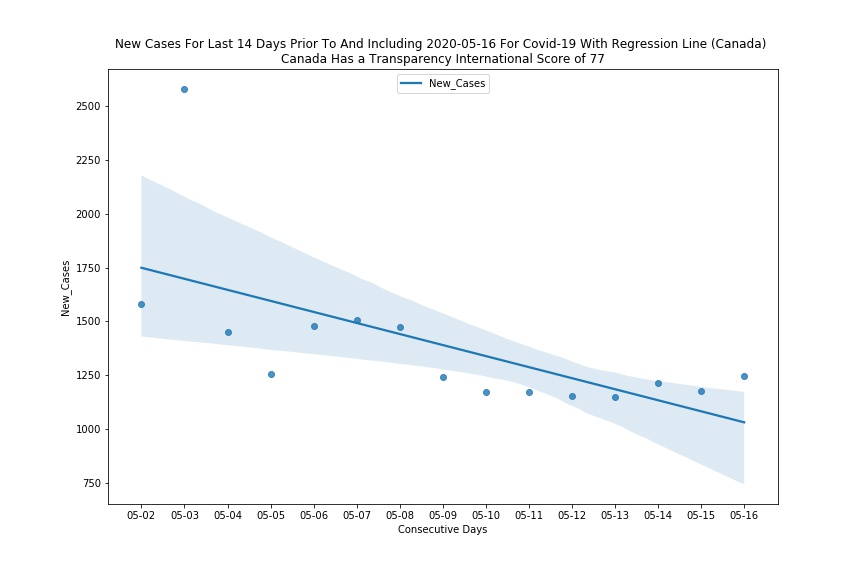 New Cases For Last 14 Days Prior To And Including 2020-05-16 For Covid-19 With Regression Line (Canada)
Canada Has a Transparency International Score of 77
New_Cases
2500
2250
2000
1750
1500
1250
1000
750
New_Cases
05-02 05-03 05-04 05-05 05-06 05-07 05-08 05-09 05-10 05-11 05-12 05-13 05-14 05-15 05-16
Consecutive Days